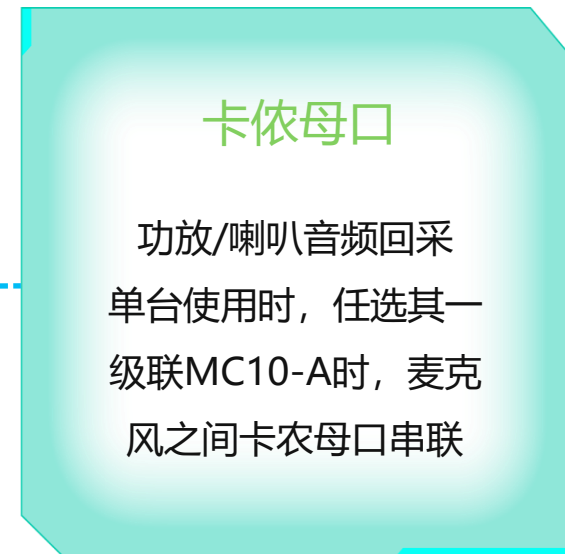 卡侬母口
功放/喇叭音频回采
单台使用时，任选其一
级联MC10-A时，麦克
风之间卡农母口串联